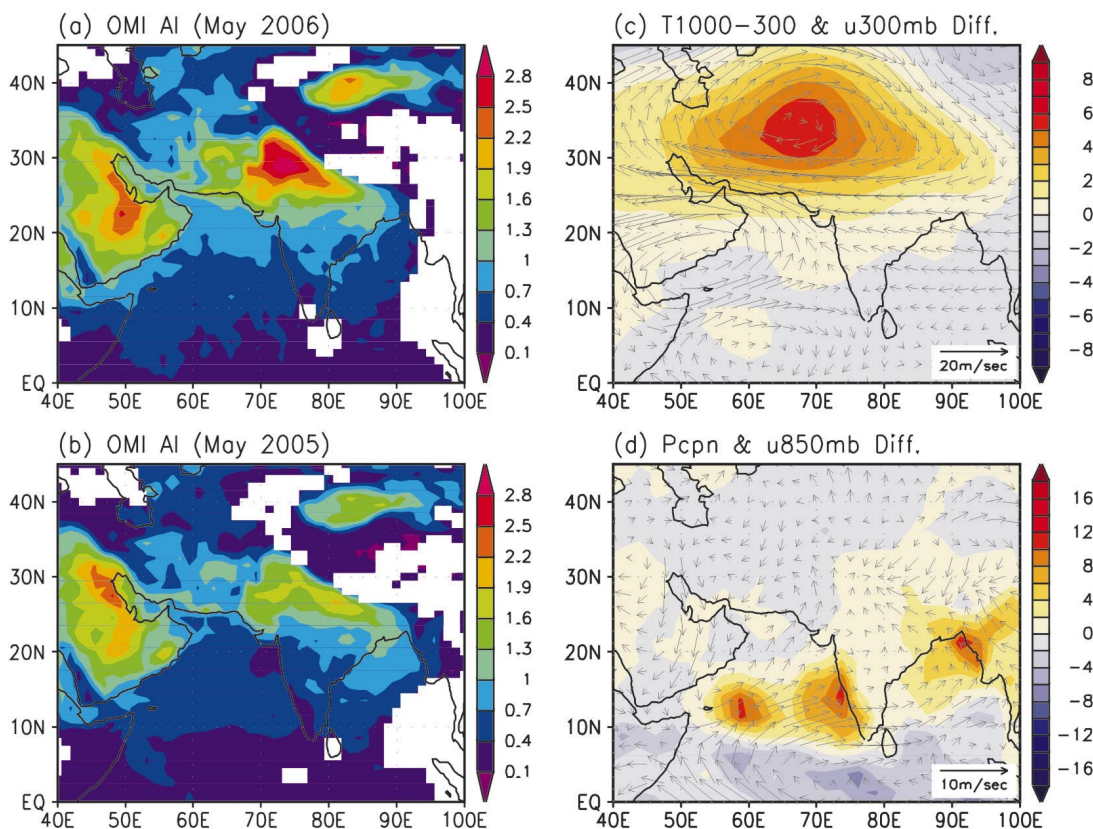 (a) OMI AI (May 2006)
40N
30N
20N
10N
EQ
40E 50E 60E 70E 80E 90E 100E
2.8
2.5
2.2
1.9
1.6
1.3
1
0.7
0.4
0.1
(c) T1000-300 & u300mb Diff.
40N
30N
20N
10N
EQ
40E 50E 60E 70E 80E 90E 100E
20m/sec
8
6
4
2
0
-2
-4
-6
-8
(b) OMI AI (May 2005)
40N
30N
20N
10N
EQ
40E 50E 60E 70E 80E 90E 100E
2.8
2.5
2.2
1.9
1.6
1.3
1
0.7
0.4
0.1
(d) Pcpn & u850mb Diff.
40N
30N
20N
10N
EQ
40E 50E 60E 70E 80E 90E 100E
10m/sec
16
12
8
4
0
-4
-8
-12
-16